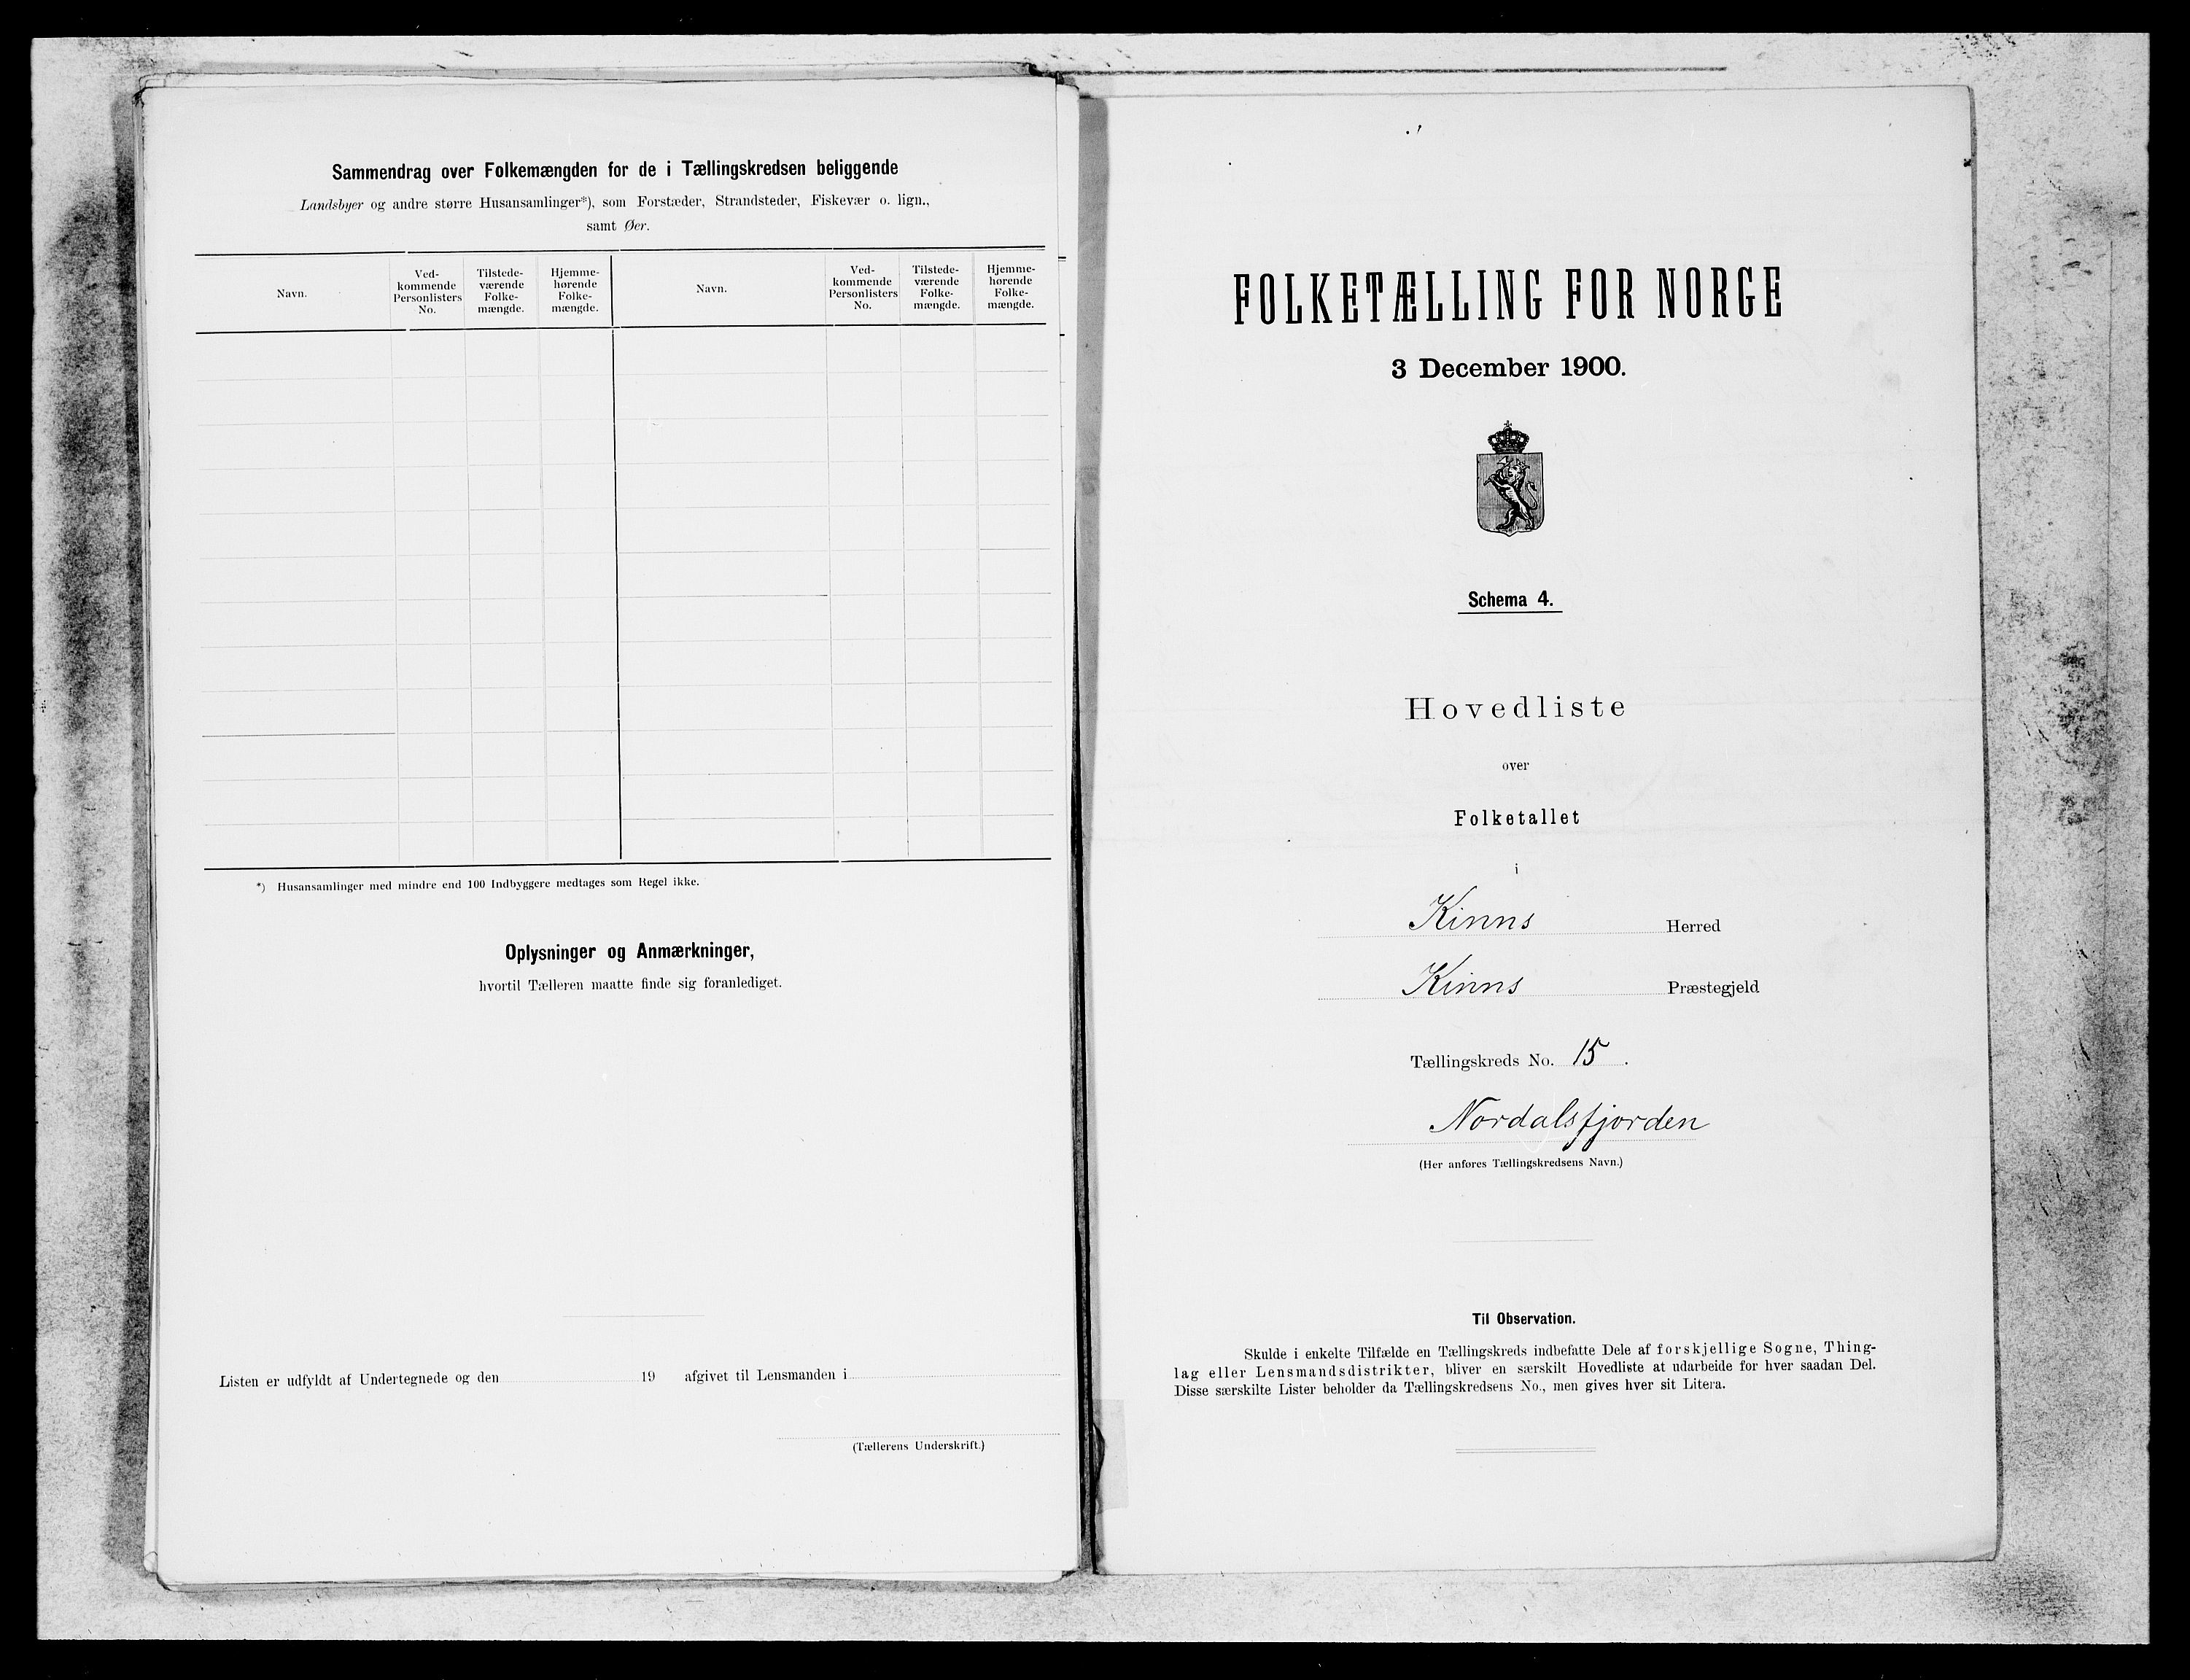 Sammendrag over Folkemængden for de i Tællingskredsen beliggende
Landsbyer og andre større Husansamlinger*), som Forstæder, Strandsteder, Fiskevær o. lign.,
samt Øer.
Navn.
Ved-
kommende
Personlisters
No.
Tilstede-
værende
Folke-
mængde.
Hjemme-
hørende
Folke-
mængde.
Navn.
Ved-
kommende
Personlisters
No.
Tilstede-
værende
Folke-
mængde.
Hjemme-
hørende
Folke-
mængde.
*) Husansamlinger med mindre end 100 Indbyggere medtages som Regel ikke.
Oplysninger og Anmærkninger,
hvortil Tælleren maatte finde sig foranlediget.
Listen er udfyldt af Undertegnede og den 19 afgivet til Lensmanden i
(Tællerens Underskrift.)
FOLKETÆLLING FOR NORGE
3 December 1900.
Schema 4.
Hovedliste
over
Folketallet
i
Kinns Herred
Kinns Præstegjeld
Tællingskreds No. 15.
Nordalsfjorden
(Her anføres Tællingskredsens Navn.)
Til Observation.
Skulde i enkelte Tilfælde en Tællingskreds indbefatte Dele af forskjellige Sogne, Thing-
lag eller Lensmandsdistrikter, bliver en særskilt Hovedliste at udarbeide for hver saadan Del.
Disse særskilte Lister beholder da Tællingskredsens No., men gives hver sit Litera.